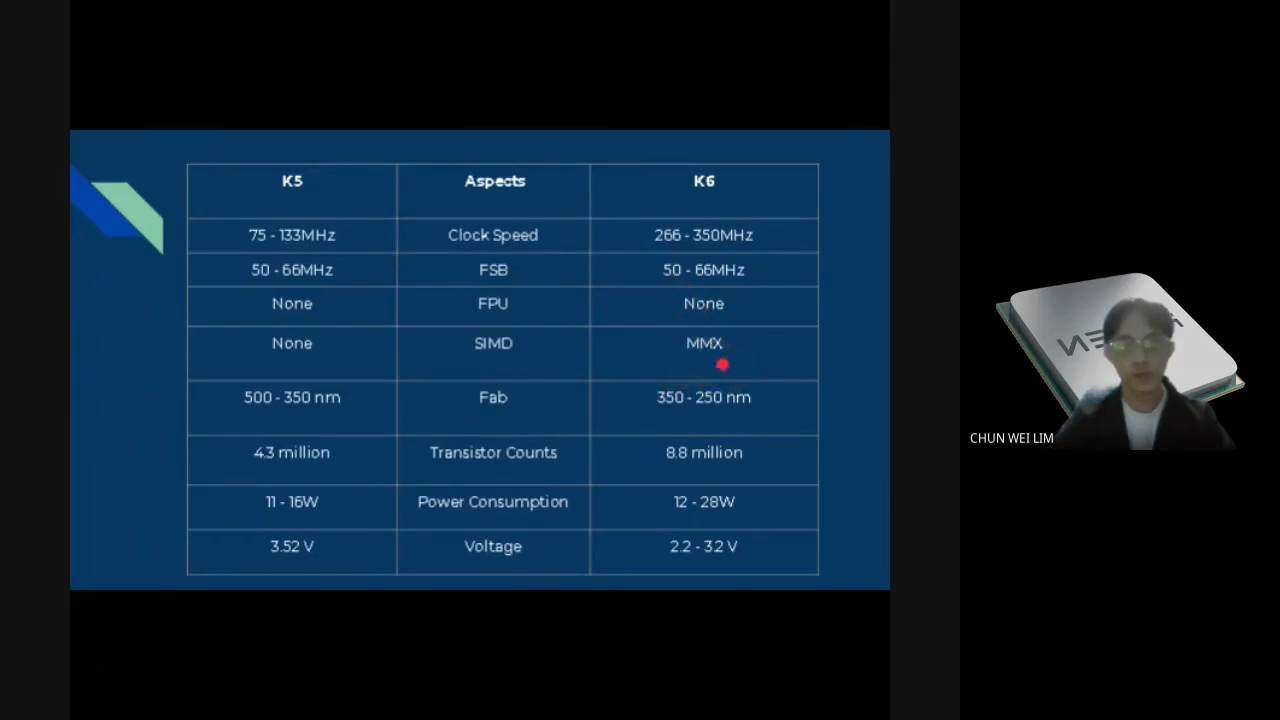 K5 Aspects K6
75 - 133MHz Clock Speed 266 - 350MHz
50 - 66MHz FSB 50 - 66MHz
None FPU None
None SIMD MMX
500 - 350 nm Fab 350 - 250 nm
4.3 million Transistor Counts 8.8 million
11 - 16W Power Consumption 12 - 28W
3.52 V Voltage 2.2 - 3.2 V
CHUN WEI LIM